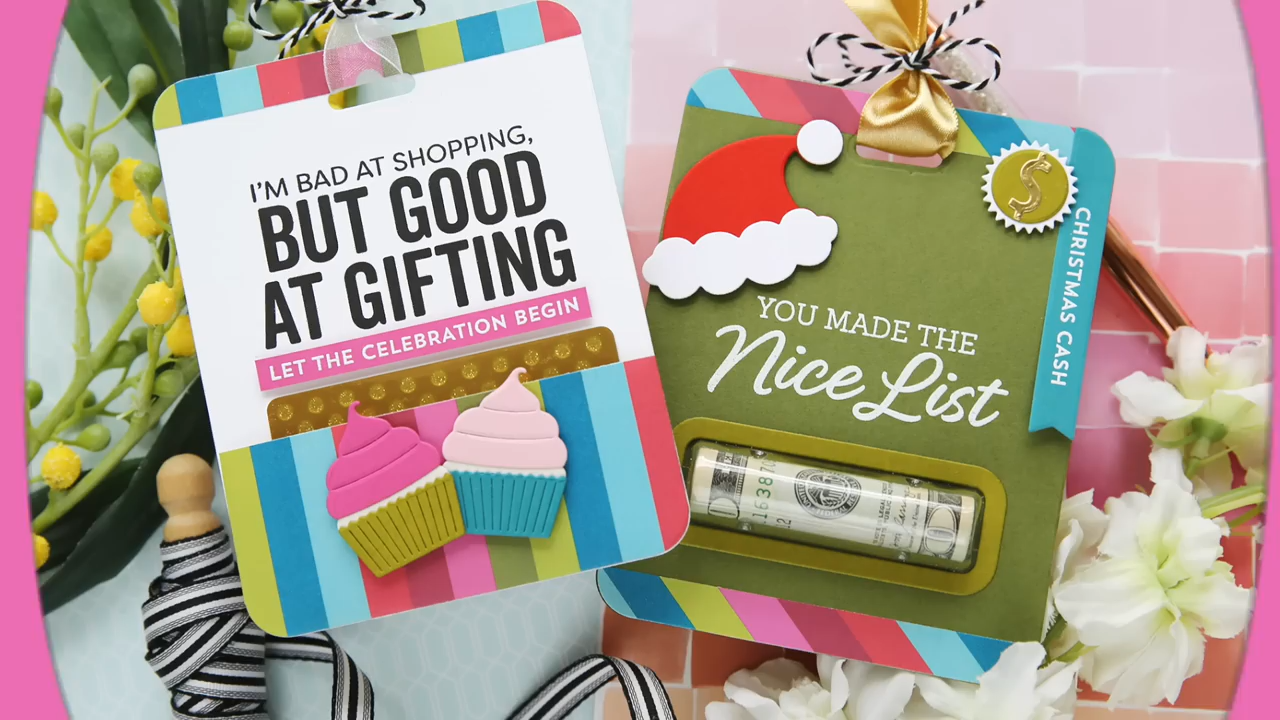 I'M BAD AT SHOPPING,
BUT GOOD
AT GIFTING
LET THE CELEBRATION BEGIN
$
CHRISTMAS CASH
YOU MADE THE
Nice List